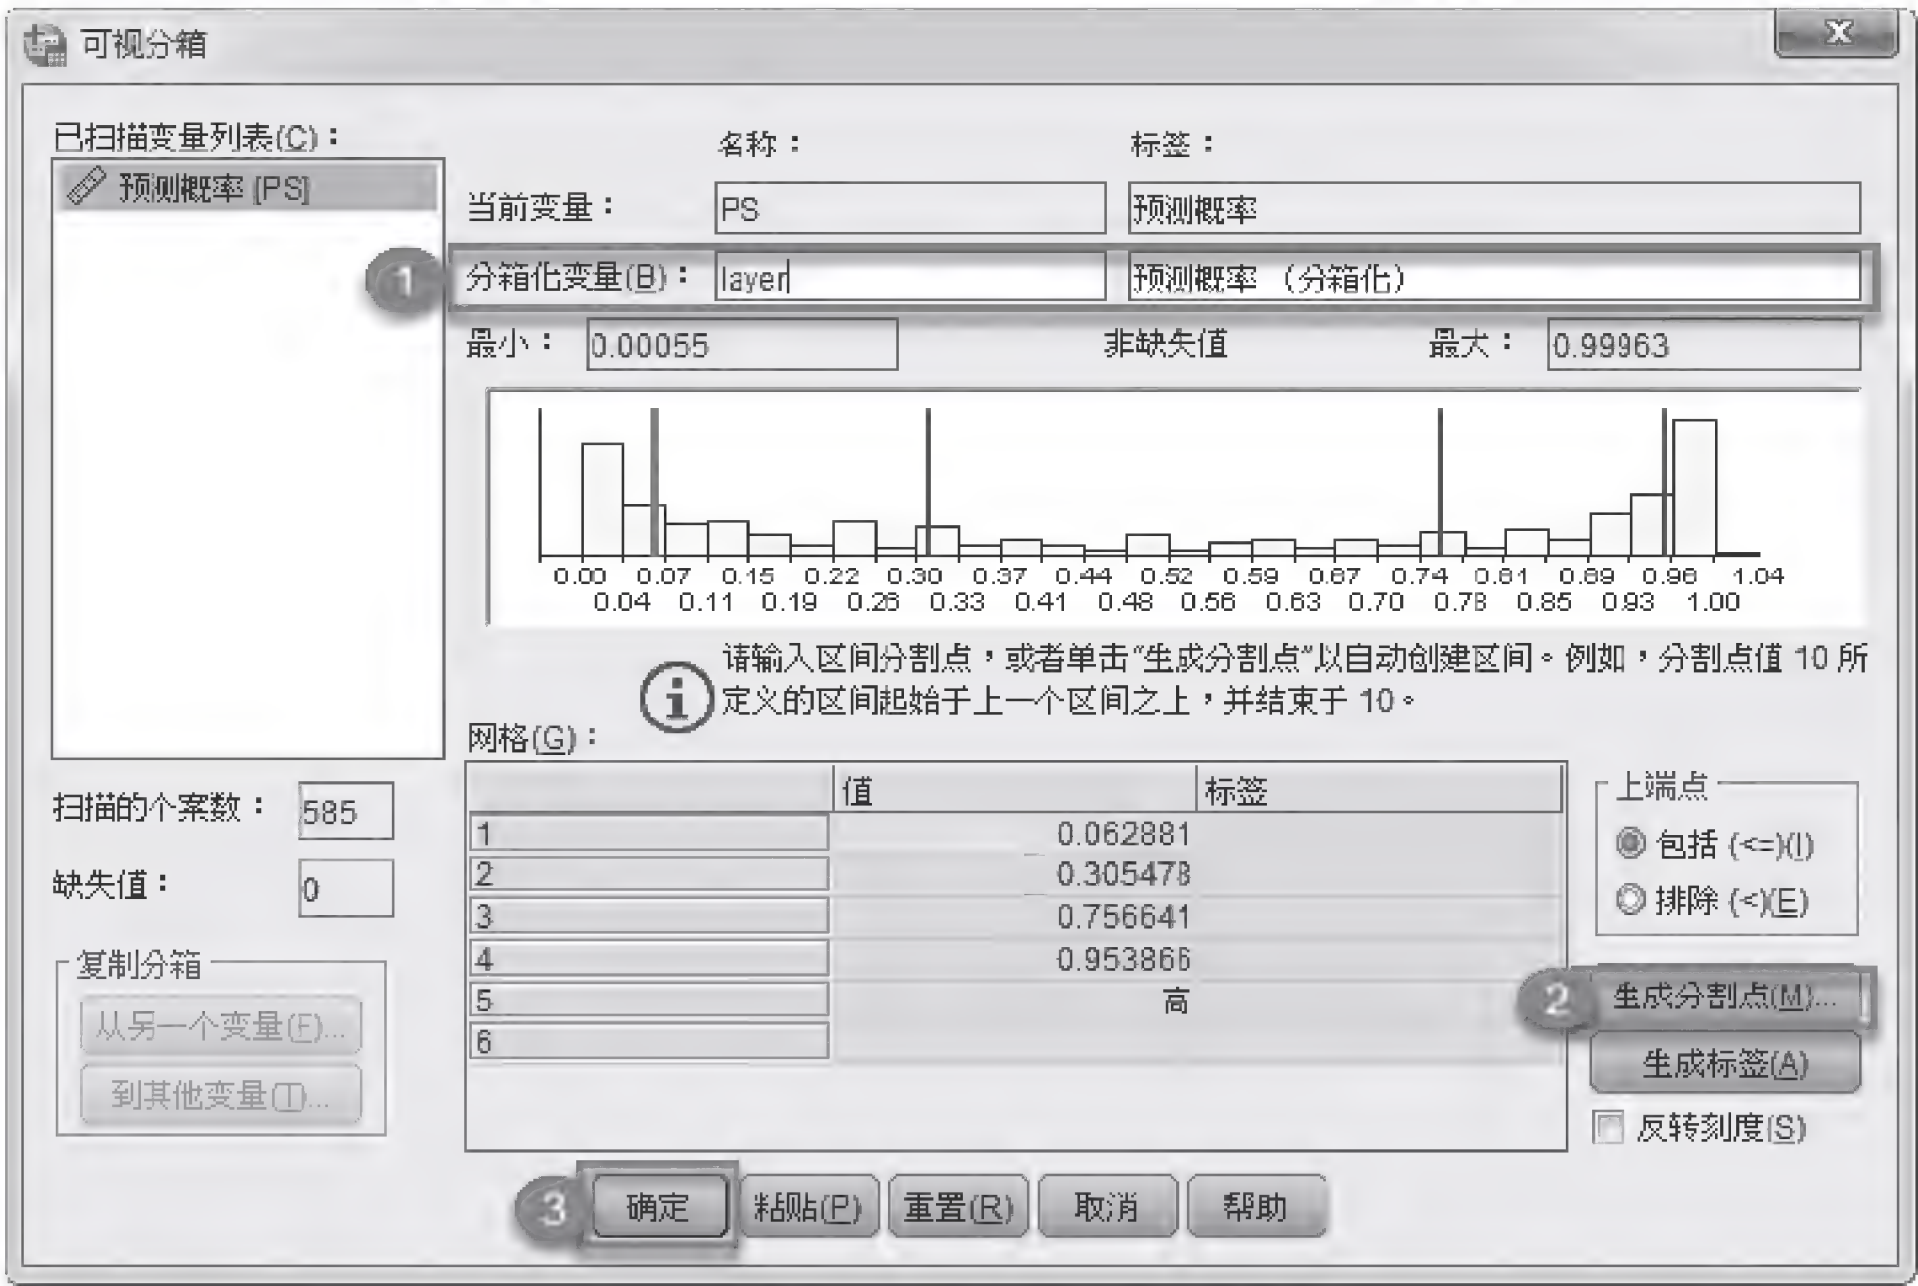 可视分箱
已扫描变量列表(C)：
预测概率 [PS]
名称：
标签：
当前变量：
PS
预测概率
1
分箱化变量(B)：
layer
预测概率 （分箱化）
最小：
0.00055
非缺失值
最大：
0.99963
0.00 0.07 0.15 0.22 0.30 0.37 0.44 0.52 0.59 0.67 0.74 0.81 0.89 0.96 1.04
0.04 0.11 0.19 0.26 0.33 0.41 0.48 0.56 0.63 0.70 0.78 0.85 0.93 1.00
请输入区间分割点，或者单击“生成分割点”以自动创建区间。例如，分割点值 10 所
定义的区间起始于上一个区间之上，并结束于 10。
网格(G)：
值
标签
1 0.062881
2 0.305478
3 0.756641
4 0.953866
5 高
6
扫描的个案数：
585
缺失值：
0
复制分箱
从另一个变量(F)...
到其他变量(T)...
上端点
包括 (<=)(I)
排除 (<)(E)
2
生成分割点(M)...
生成标签(A)
反转刻度(S)
3
确定
粘贴(P)
重置(R)
取消
帮助